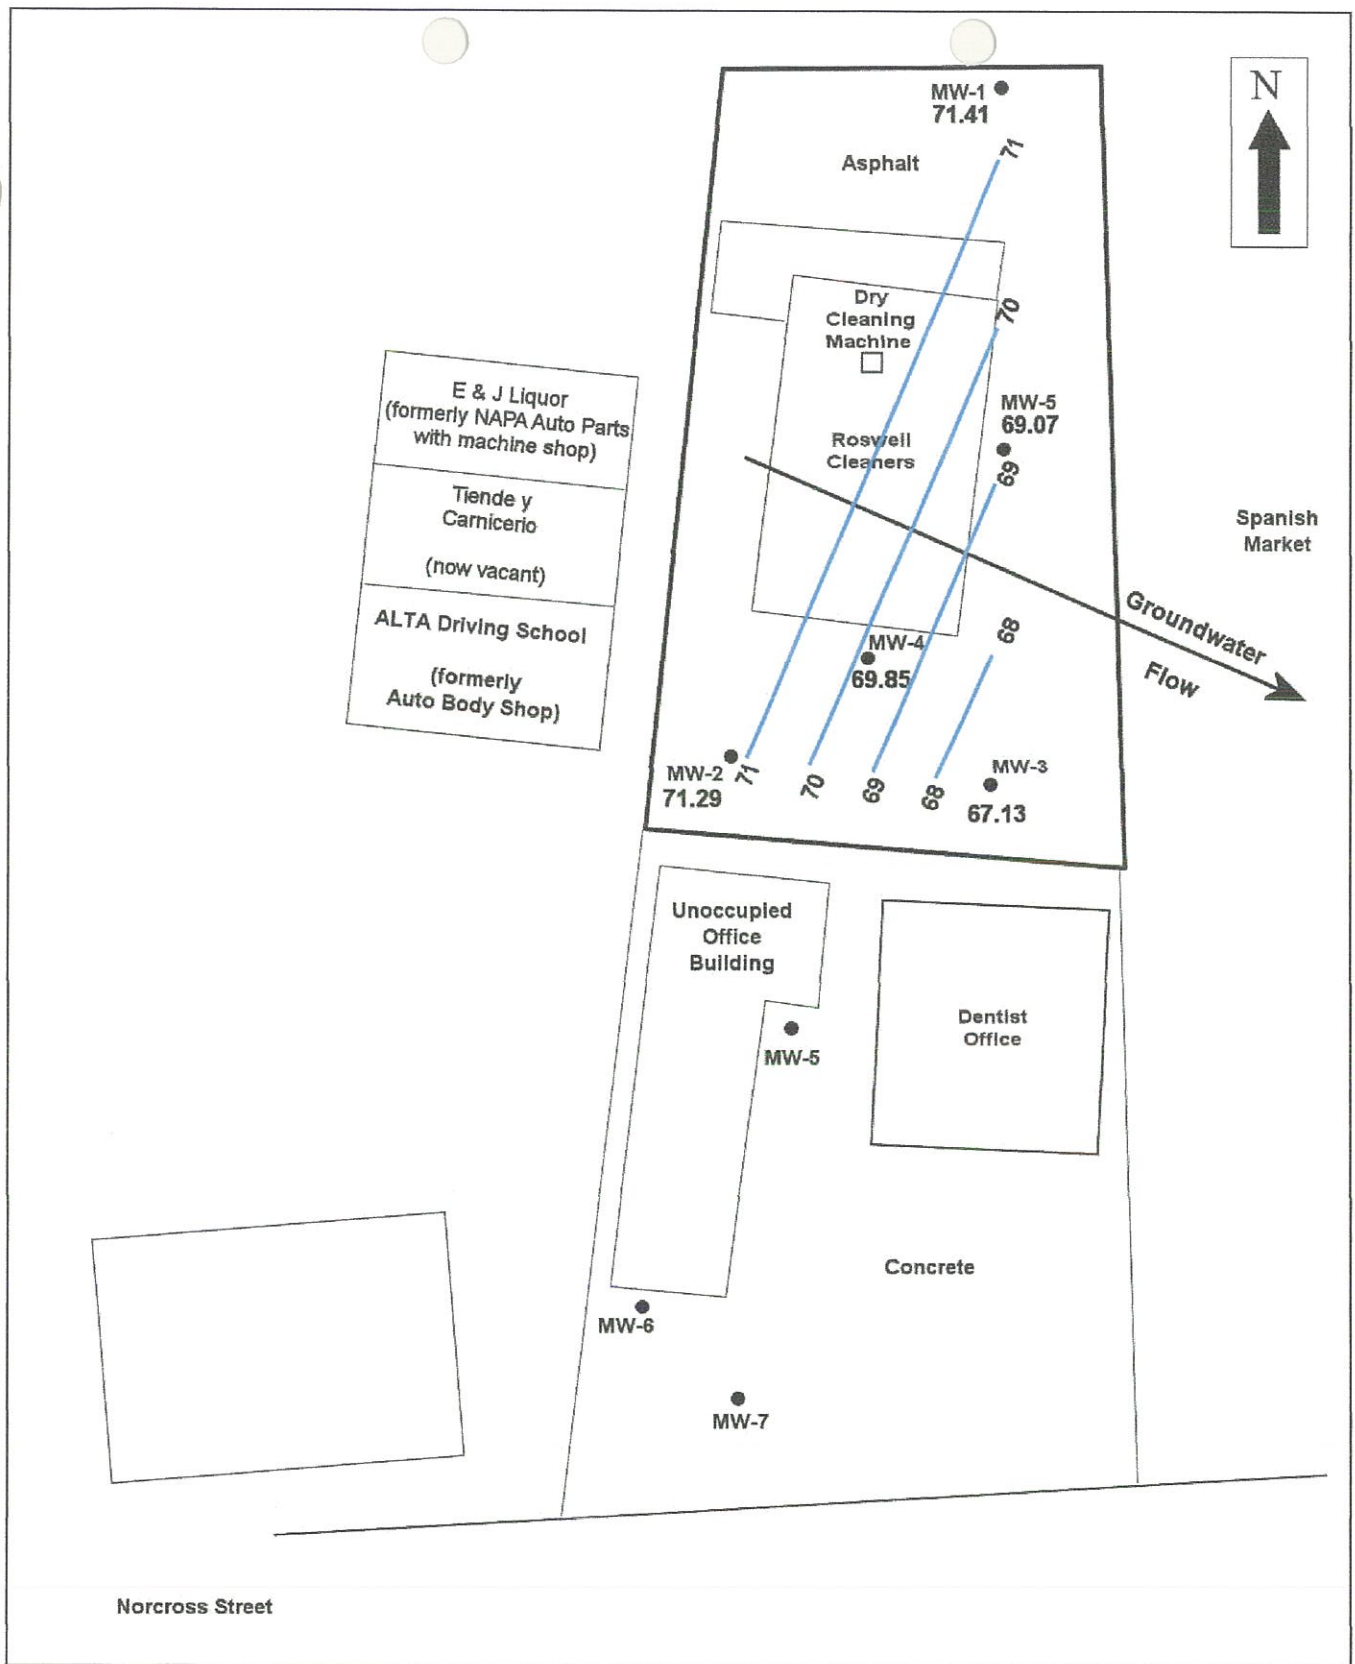 N
MW-1
71.41
71
Asphalt
Dry
Cleaning
Machine
70
MW-5
69.07
69
Roswell
Cleaners
E & J Liquor
(formerly NAPA Auto Parts
with machine shop)
Tiende y
Carnicerio
(now vacant)
ALTA Driving School
(formerly
Auto Body Shop)
Spanish
Market
Groundwater
Flow
68
MW-4
69.85
MW-2
71.29
71
70
69
68
MW-3
67.13
Unoccupied
Office
Building
MW-5
Dentist
Office
Concrete
MW-6
MW-7
Norcross Street